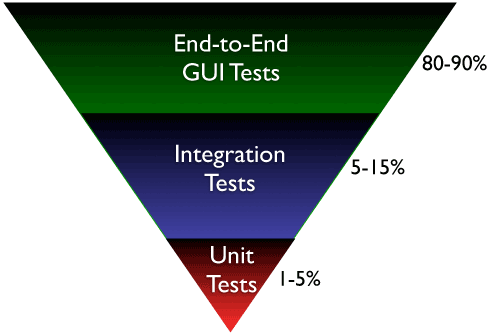 End-to-End
GUI Tests
80-90%
Integration
Tests
5-15%
Unit
Tests
1-5%